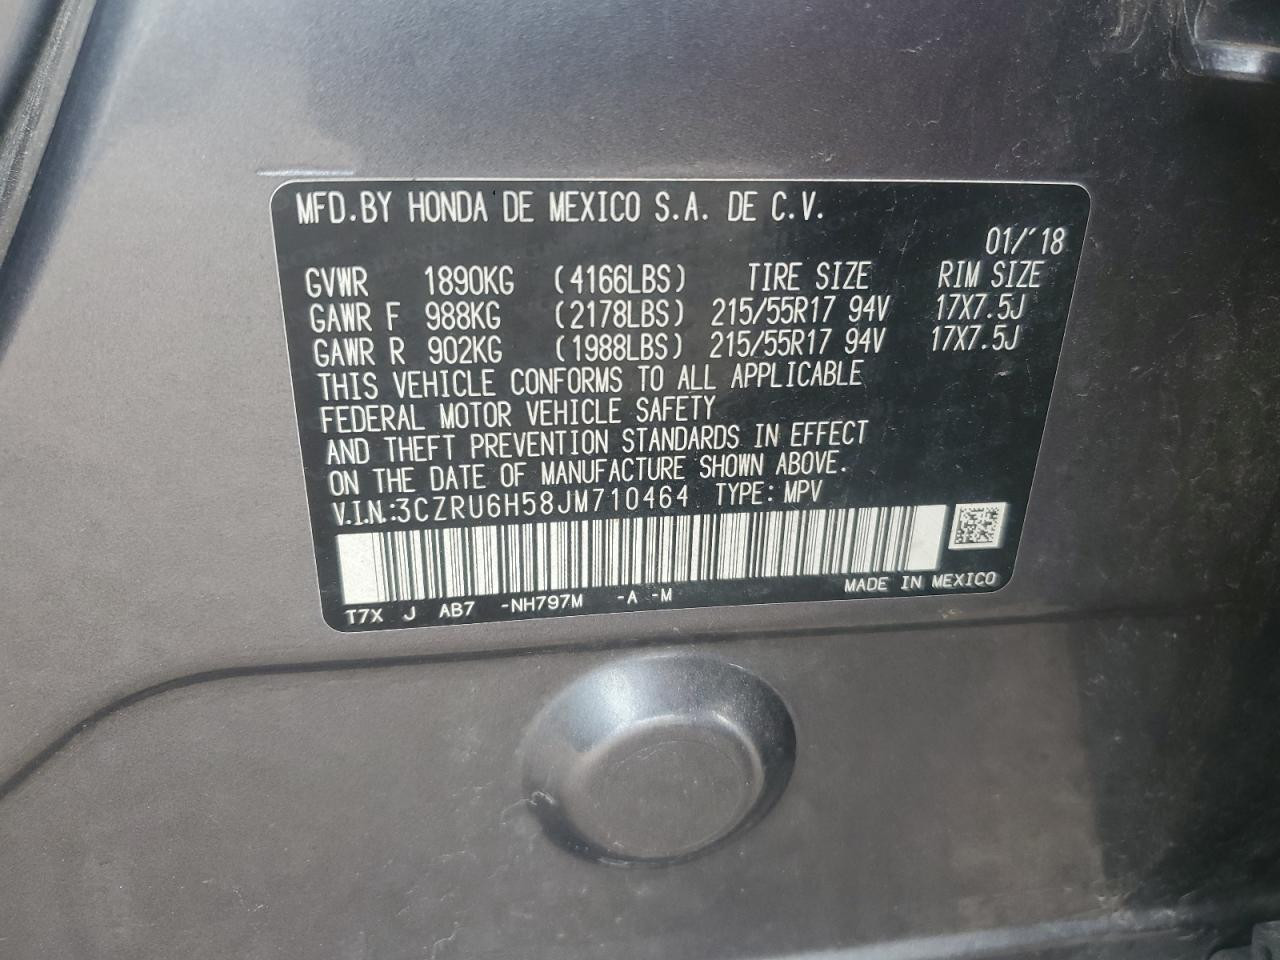 MFD.BY HONDA DE MEXICO S.A. DE C.V.
01/'18
GVWR 1890KG (4166LBS) TIRE SIZE RIM SIZE
GAWR F 988KG (2178LBS) 215/55R17 94V 17X7.5J
GAWR R 902KG (1988LBS) 215/55R17 94V 17X7.5J
THIS VEHICLE CONFORMS TO ALL APPLICABLE
FEDERAL MOTOR VEHICLE SAFETY
AND THEFT PREVENTION STANDARDS IN EFFECT
ON THE DATE OF MANUFACTURE SHOWN ABOVE.
V.I.N.:3CZRU6H58JM710464 TYPE: MPV
MADE IN MEXICO
T7X J AB7 -NH797M -A -M